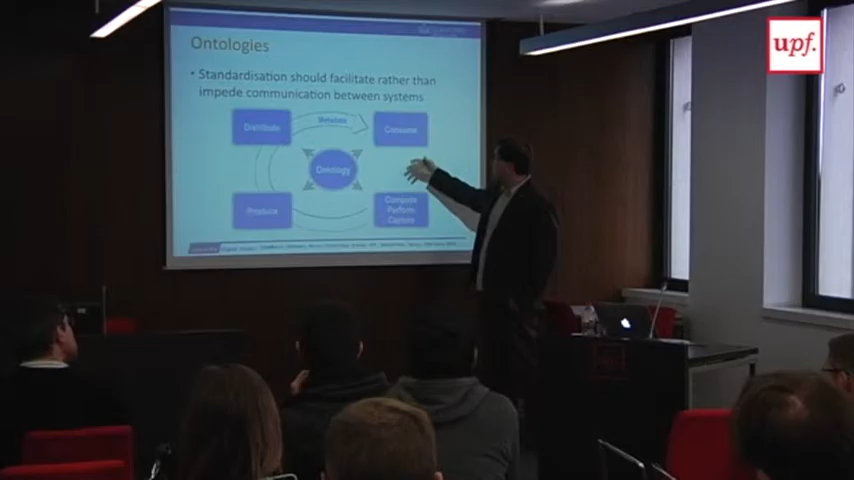 upf.
Ontologies
• Standardisation should facilitate rather than
impede communication between systems
Distribute
Metadata
Consume
Ontology
Produce
Compose
Perform
Capture